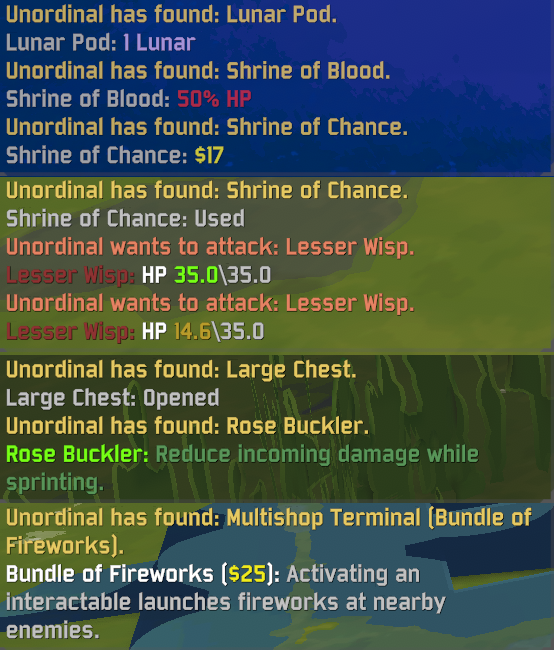 Unordinal has found: Lunar Pod.
Lunar Pod: 1 Lunar
Unordinal has found: Shrine of Blood.
Shrine of Blood: 50% HP
Unordinal has found: Shrine of Chance.
Shrine of Chance: $17
Unordinal has found: Shrine of Chance.
Shrine of Chance: Used
Unordinal wants to attack: Lesser Wisp.
Lesser Wisp: HP 35.0\35.0
Unordinal wants to attack: Lesser Wisp.
Lesser Wisp: HP 14.6\35.0
Unordinal has found: Large Chest.
Large Chest: Opened
Unordinal has found: Rose Buckler.
Rose Buckler: Reduce incoming damage while
sprinting.
Unordinal has found: Multishop Terminal (Bundle of
Fireworks).
Bundle of Fireworks ($25): Activating an
interactable launches fireworks at nearby
enemies.